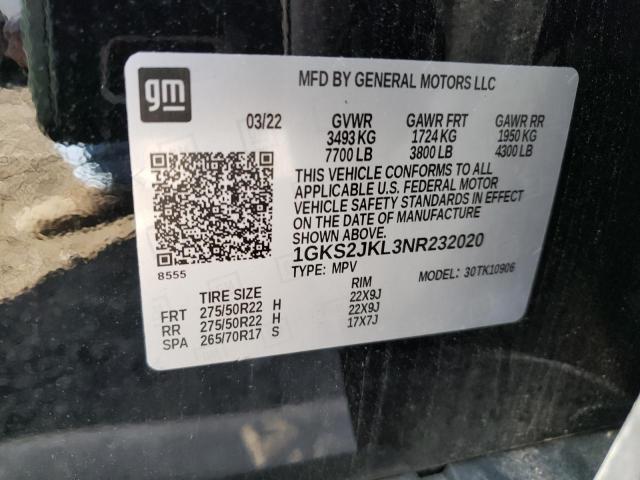 gm
MFD BY GENERAL MOTORS LLC
03/22 GVWR GAWR FRT GAWR RR
3493 KG 1724 KG 1950 KG
7700 LB 3800 LB 4300 LB
THIS VEHICLE CONFORMS TO ALL
APPLICABLE U.S. FEDERAL MOTOR
VEHICLE SAFETY STANDARDS IN EFFECT
ON THE DATE OF MANUFACTURE
SHOWN ABOVE.
1GKS2JKL3NR232020
8555 TYPE: MPV MODEL: 30TK10906
TIRE SIZE RIM
FRT 275/50R22 H 22X9J
RR 275/50R22 H 22X9J
SPA 265/70R17 S 17X7J